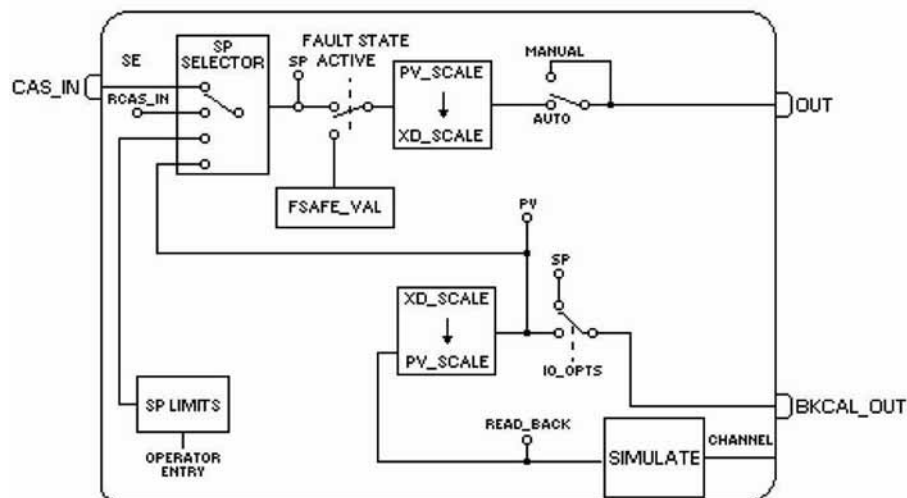 SE
SP
SELECTOR
FAULT STATE
ACTIVE
SP
MANUAL
PV_SCALE
XD_SCALE
CAS_IN
RCAS_IN
AUTO
OUT
FSAFE_VAL
PV
SP
XD_SCALE
PV_SCALE
IO_OPTS
SP LIMITS
OPERATOR
ENTRY
READ_BACK
SIMULATE
CHANNEL
BKCAL_OUT